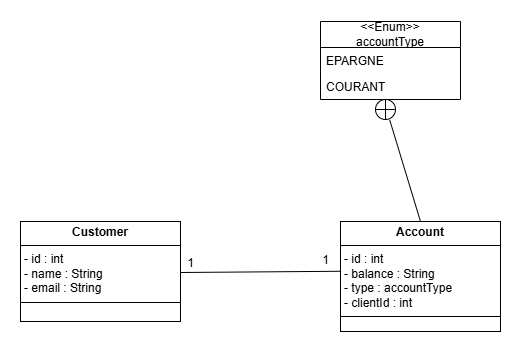 <<Enum>>
accountType
EPARGNE
COURANT
Customer
- id : int
- name : String
- email : String
1
1
Account
- id : int
- balance : String
- type : accountType
- clientId : int